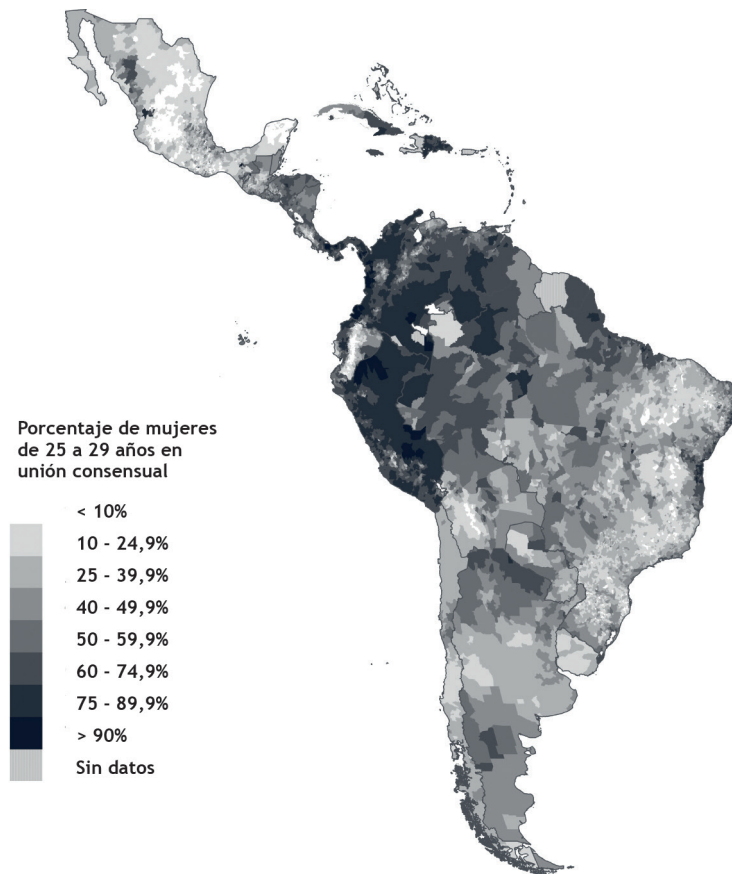 Porcentaje de mujeres
de 25 a 29 años en
unión consensual
< 10%
10 - 24,9%
25 - 39,9%
40 - 49,9%
50 - 59,9%
60 - 74,9%
75 - 89,9%
> 90%
Sin datos